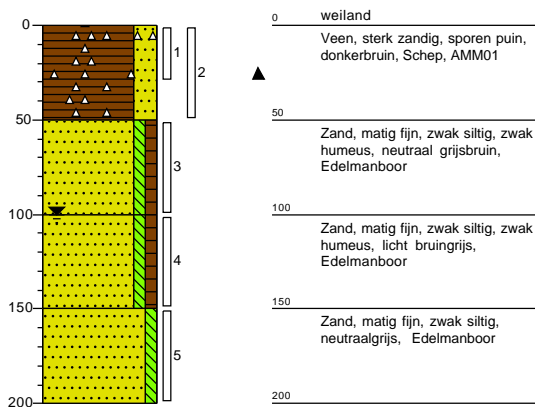 0
50
100
150
200
1
2
3
4
5
0
weiland
Veen, sterk zandig, sporen puin,
donkerbruin, Schep, AMM01
50
Zand, matig fijn, zwak siltig, zwak
humeus, neutraal grijsbruin,
Edelmanboor
100
Zand, matig fijn, zwak siltig, zwak
humeus, licht bruingrijs,
Edelmanboor
150
Zand, matig fijn, zwak siltig,
neutraalgrijs, Edelmanboor
200